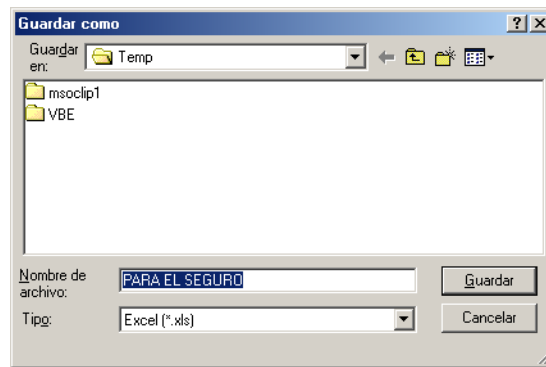 Guardar como
Guardar
en:
Temp
msoclip1
VBE
Nombre de
archivo:
PARA EL SEGURO
Guardar
Tipo:
Excel (*.xls)
Cancelar